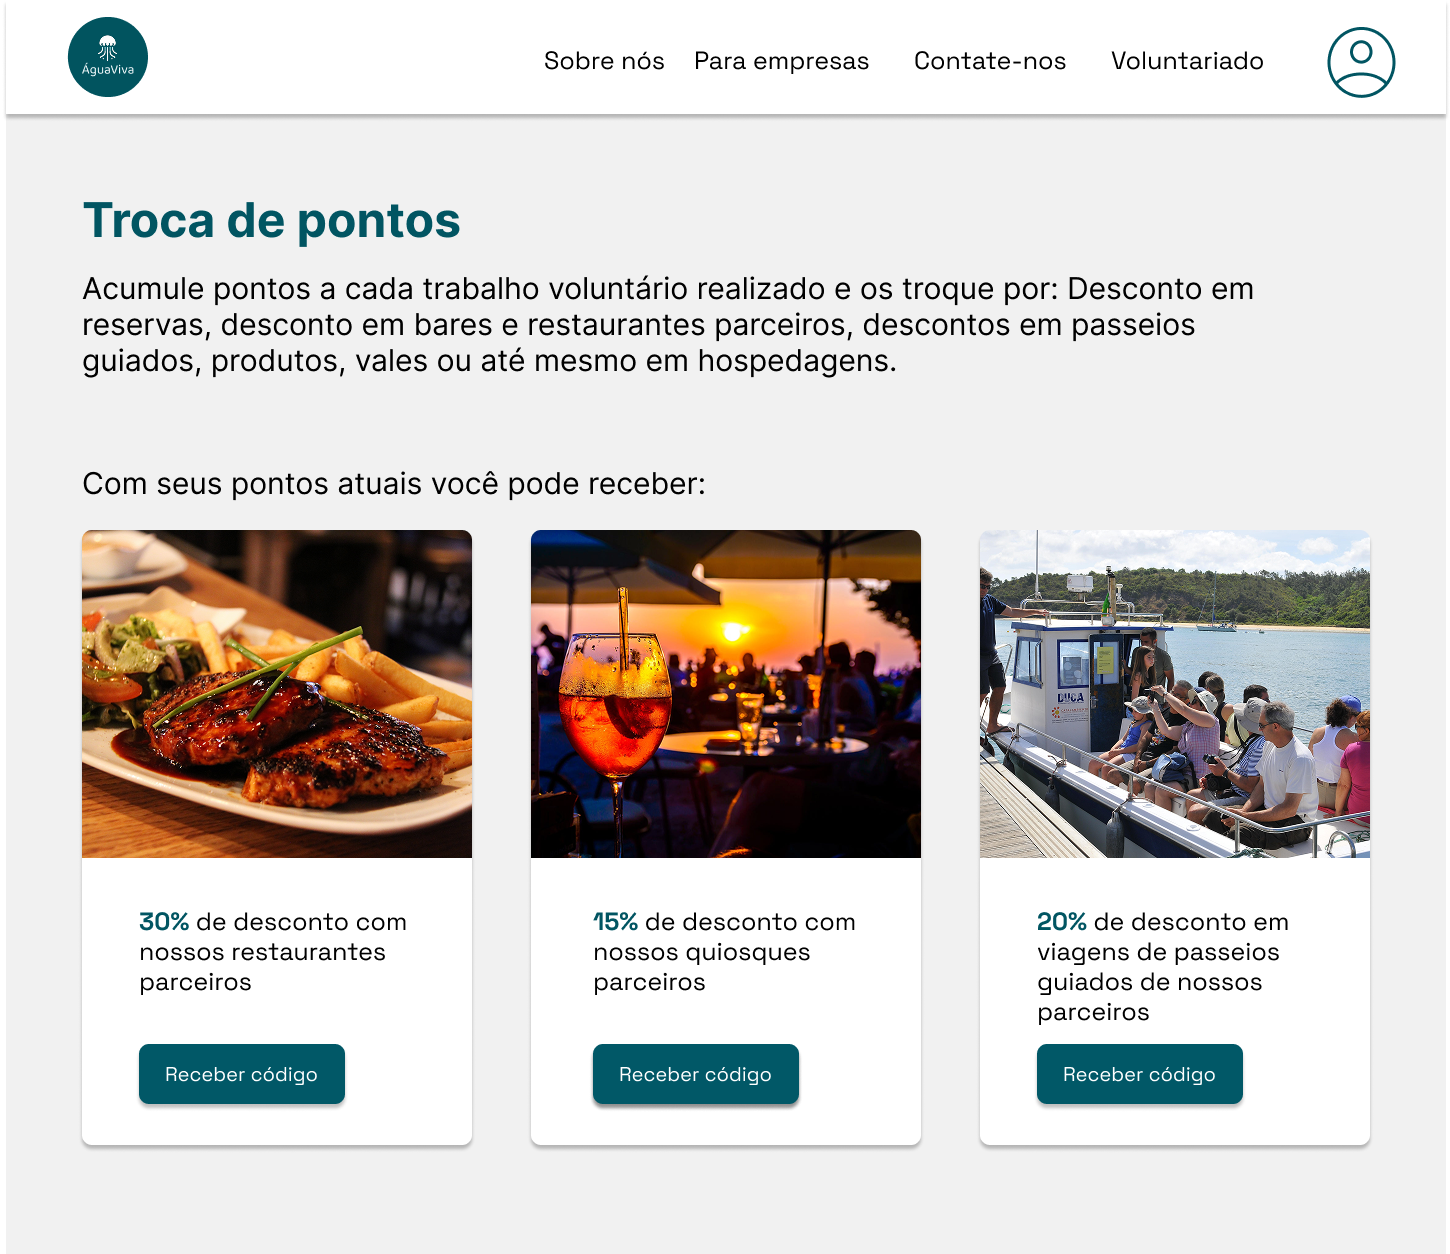 ÁguaViva
Sobre nós
Para empresas
Contate-nos
Voluntariado
Troca de pontos
Acumule pontos a cada trabalho voluntário realizado e os troque por: Desconto em
reservas, desconto em bares e restaurantes parceiros, descontos em passeios
guiados, produtos, vales ou até mesmo em hospedagens.
Com seus pontos atuais você pode receber:
DUCA
30% de desconto com
nossos restaurantes
parceiros
Receber código
15% de desconto com
nossos quiosques
parceiros
Receber código
20% de desconto em
viagens de passeios
guiados de nossos
parceiros
Receber código